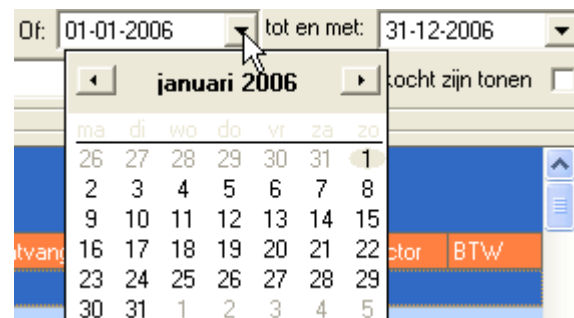 Of: 01-01-2006 tot en met: 31-12-2006
januari 2006 kocht zijn tonen
ma di wo do vr za zo
26 27 28 29 30 31 1
2 3 4 5 6 7 8
9 10 11 12 13 14 15
ntvang 16 17 18 19 20 21 22 ctor BTW
23 24 25 26 27 28 29
30 31 1 2 3 4 5